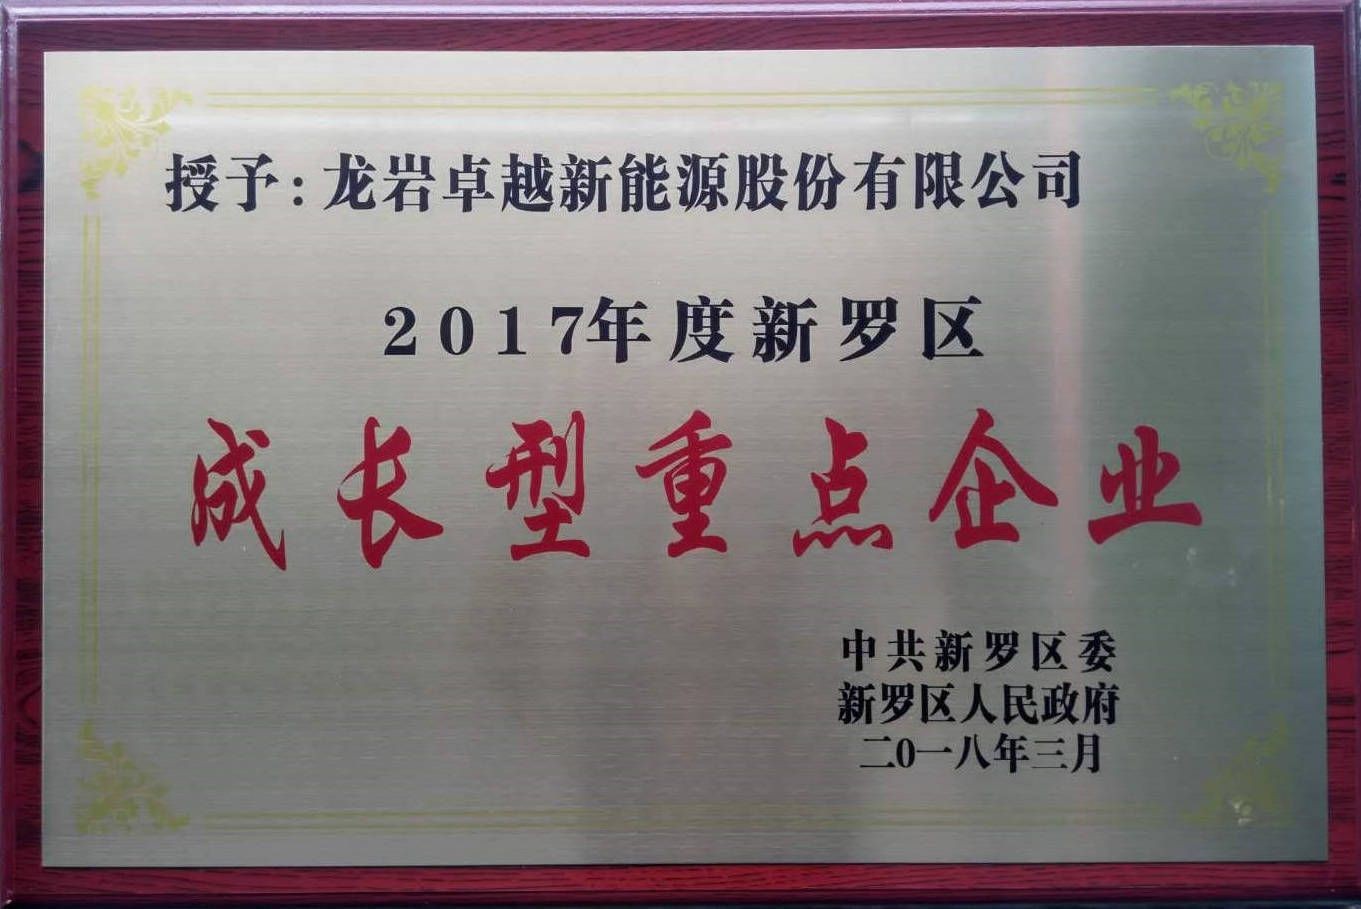 授予:龙岩卓越新能源股份有限公司
2017年度新罗区
成长型重点企业
中共新罗区委
新罗区人民政府
二0一八年三月